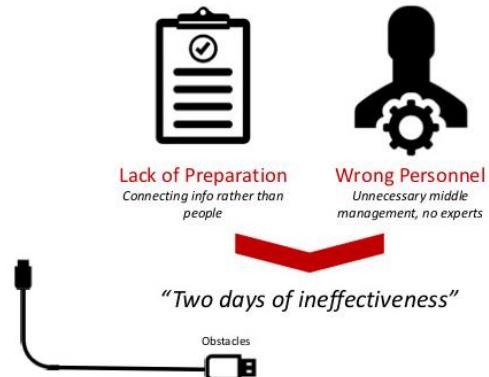 Lack of Preparation
Connecting info rather than
people
Wrong Personnel
Unnecessary middle
management, no experts
“Two days of ineffectiveness”
Obstacles